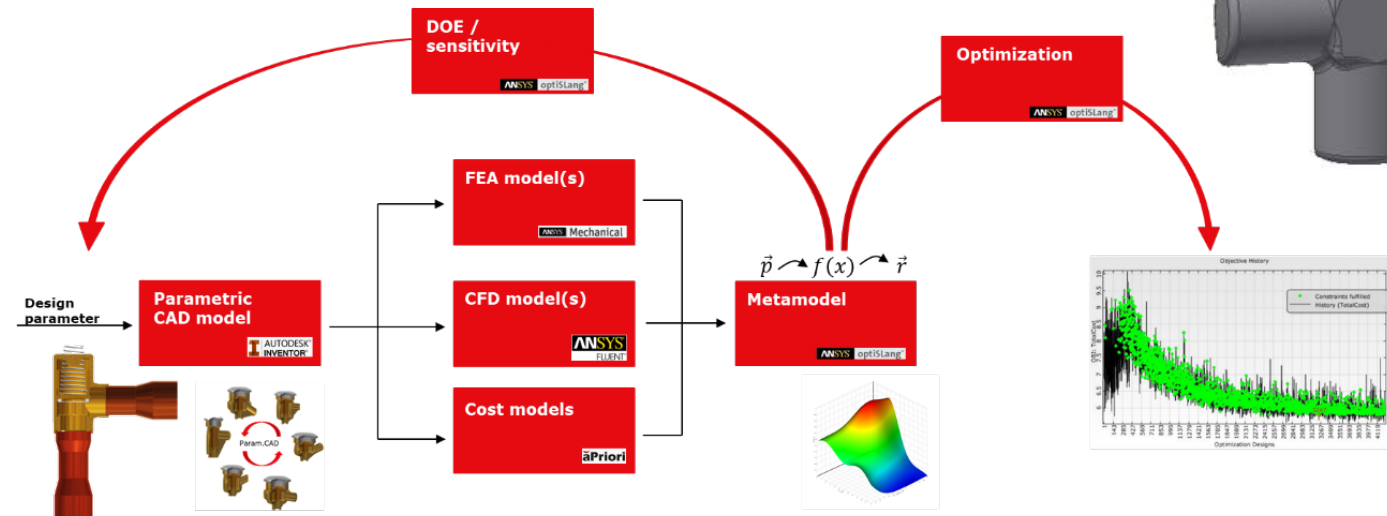 DOE /
sensitivity
ANSYS optiSLang
Optimization
ANSYS optiSLang
FEA model(s)
ANSYS Mechanical
Design
parameter
Parametric
CAD model
AUTODESK
INVENTOR
CFD model(s)
ANSYS
FLUENT
Cost models
aPriori
p⃗ f(x) r⃗
Metamodel
ANSYS optiSLang
Param.CAD
Objective History
Constraints fulfilled
History (TotalCost)
OBJ: TotalCost
Optimization Designs